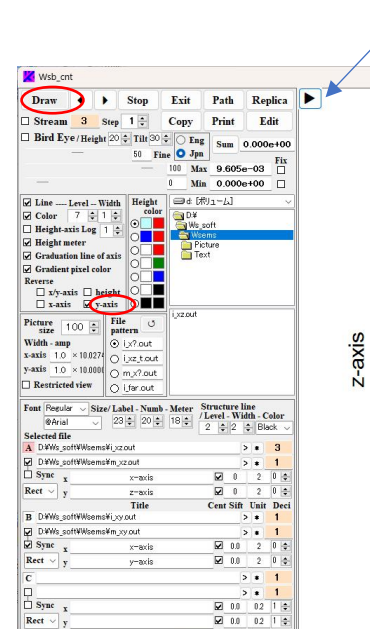 Wsb_cnt
Draw Stop Exit Path Replica
Stream 3 Step 1 Copy Print Edit
Bird Eye / Height 20 Tilt 30 Eng Sum 0.000e+00
50 Fine Jpn Fix
100 Max 9.605e-03
0 Min 0.000e+00
Line ---- Level -- Width Height color
Color 7 1
Height-axis Log 1
Height meter
Graduation line of axis
Gradient pixel color
Reverse
x/y-axis height
x-axis y-axis
d: [ボリューム]
D:¥
Ws_soft
Wsems
Picture
Text
Picture size 100 File pattern
Width - amp
x-axis 1.0 ×10.0274
y-axis 1.0 ×10.0000
Restricted view
i_x?.out
i_xz_t.out
m_x?.out
i_far.out
i_xz.out
z-axis
Font Regular Size/ Label - Numb - Meter Structure line
/ Level - Width - Color
@Arial 23 20 18 2 2 Black
Selected file
A D:¥Ws_soft¥Wsems¥i_xz.out > * 3
D:¥Ws_soft¥Wsems¥m_xz.out > * 1
Sync x x-axis 0 2 0
Rect y z-axis 0 2 0
Title Cent Sift Unit Deci
B D:¥Ws_soft¥Wsems¥i_xy.out > * 1
D:¥Ws_soft¥Wsems¥m_xy.out > * 1
Sync x x-axis 0.0 2 0
Rect y y-axis 0.0 2 0
C > * 1
> * 1
Sync x 0.0 0.2 1
Rect y 0.0 0.2 1